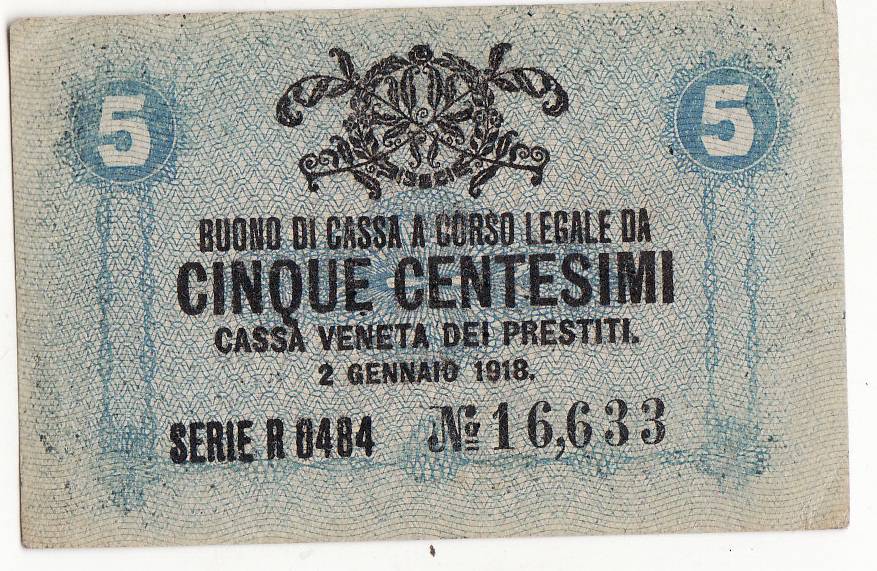 5 5
BUONO DI CASSA A CORSO LEGALE DA
CINQUE CENTESIMI
CASSA VENETA DEI PRESTITI.
2 GENNAIO 1918.
SERIE R 0484 Nº 16,633